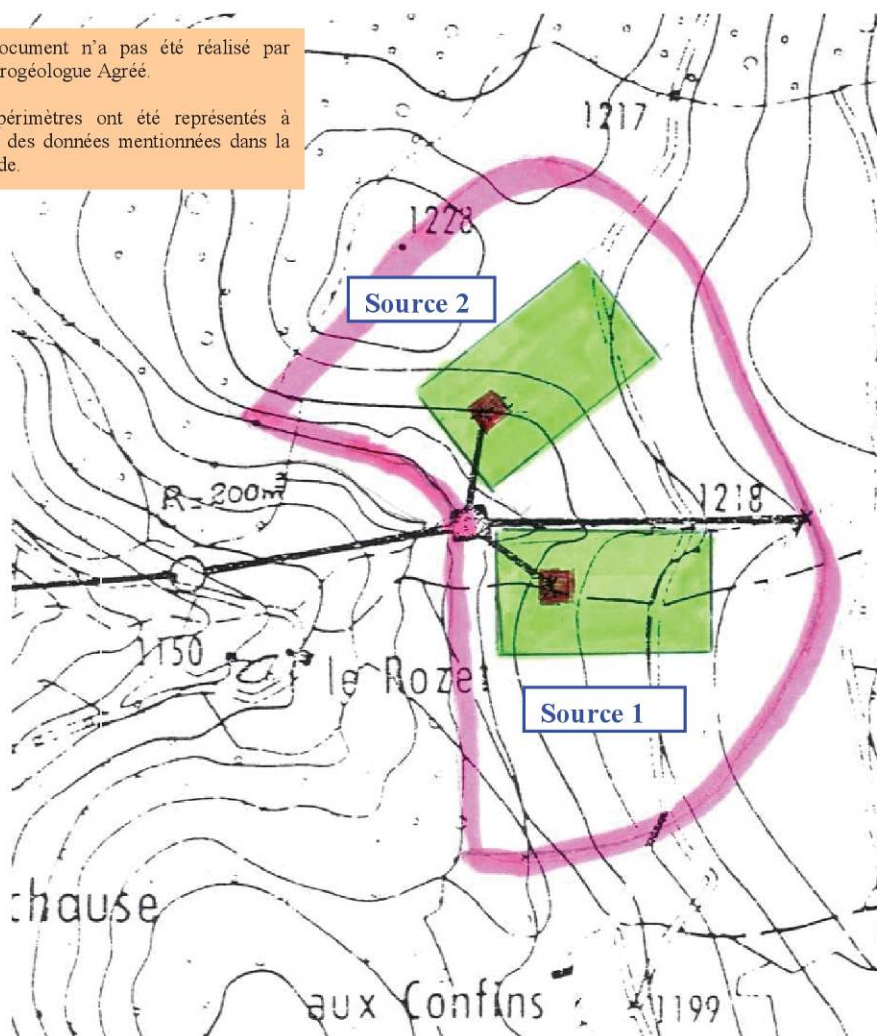 ocument n'a pas été réalisé par
rogéologue Agréé.
périmètres ont été représentés à
des données mentionnées dans la
de.
1217
1228
Source 2
R = 200m
1218
1150
le Rozet
Source 1
chause
aux Confins
1199